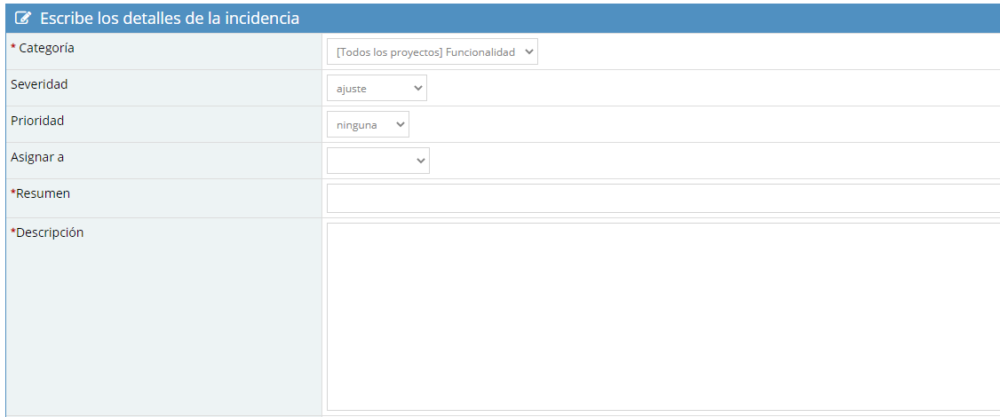 Escribe los detalles de la incidencia
* Categoría
[Todos los proyectos] Funcionalidad
Severidad
ajuste
Prioridad
ninguna
Asignar a
*Resumen
*Descripción